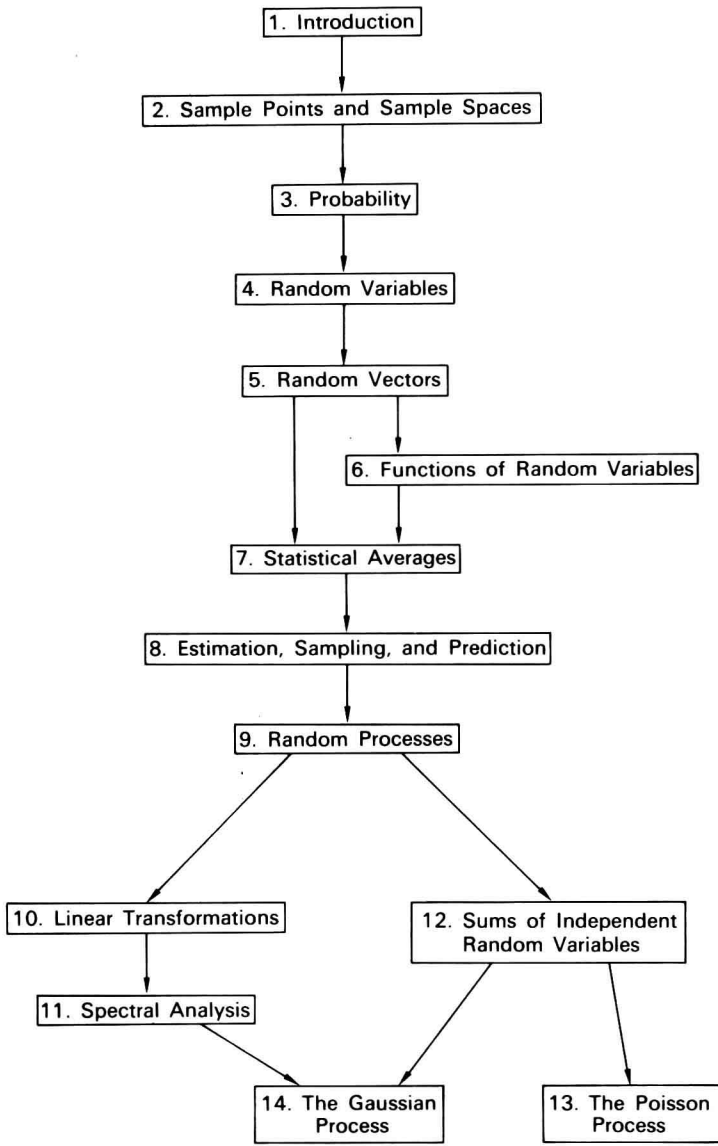 1. Introduction
2. Sample Points and Sample Spaces
3. Probability
4. Random Variables
5. Random Vectors
6. Functions of Random Variables
7. Statistical Averages
8. Estimation, Sampling, and Prediction
9. Random Processes
10. Linear Transformations
12. Sums of Independent
Random Variables
11. Spectral Analysis
14. The Gaussian
Process
13. The Poisson
Process